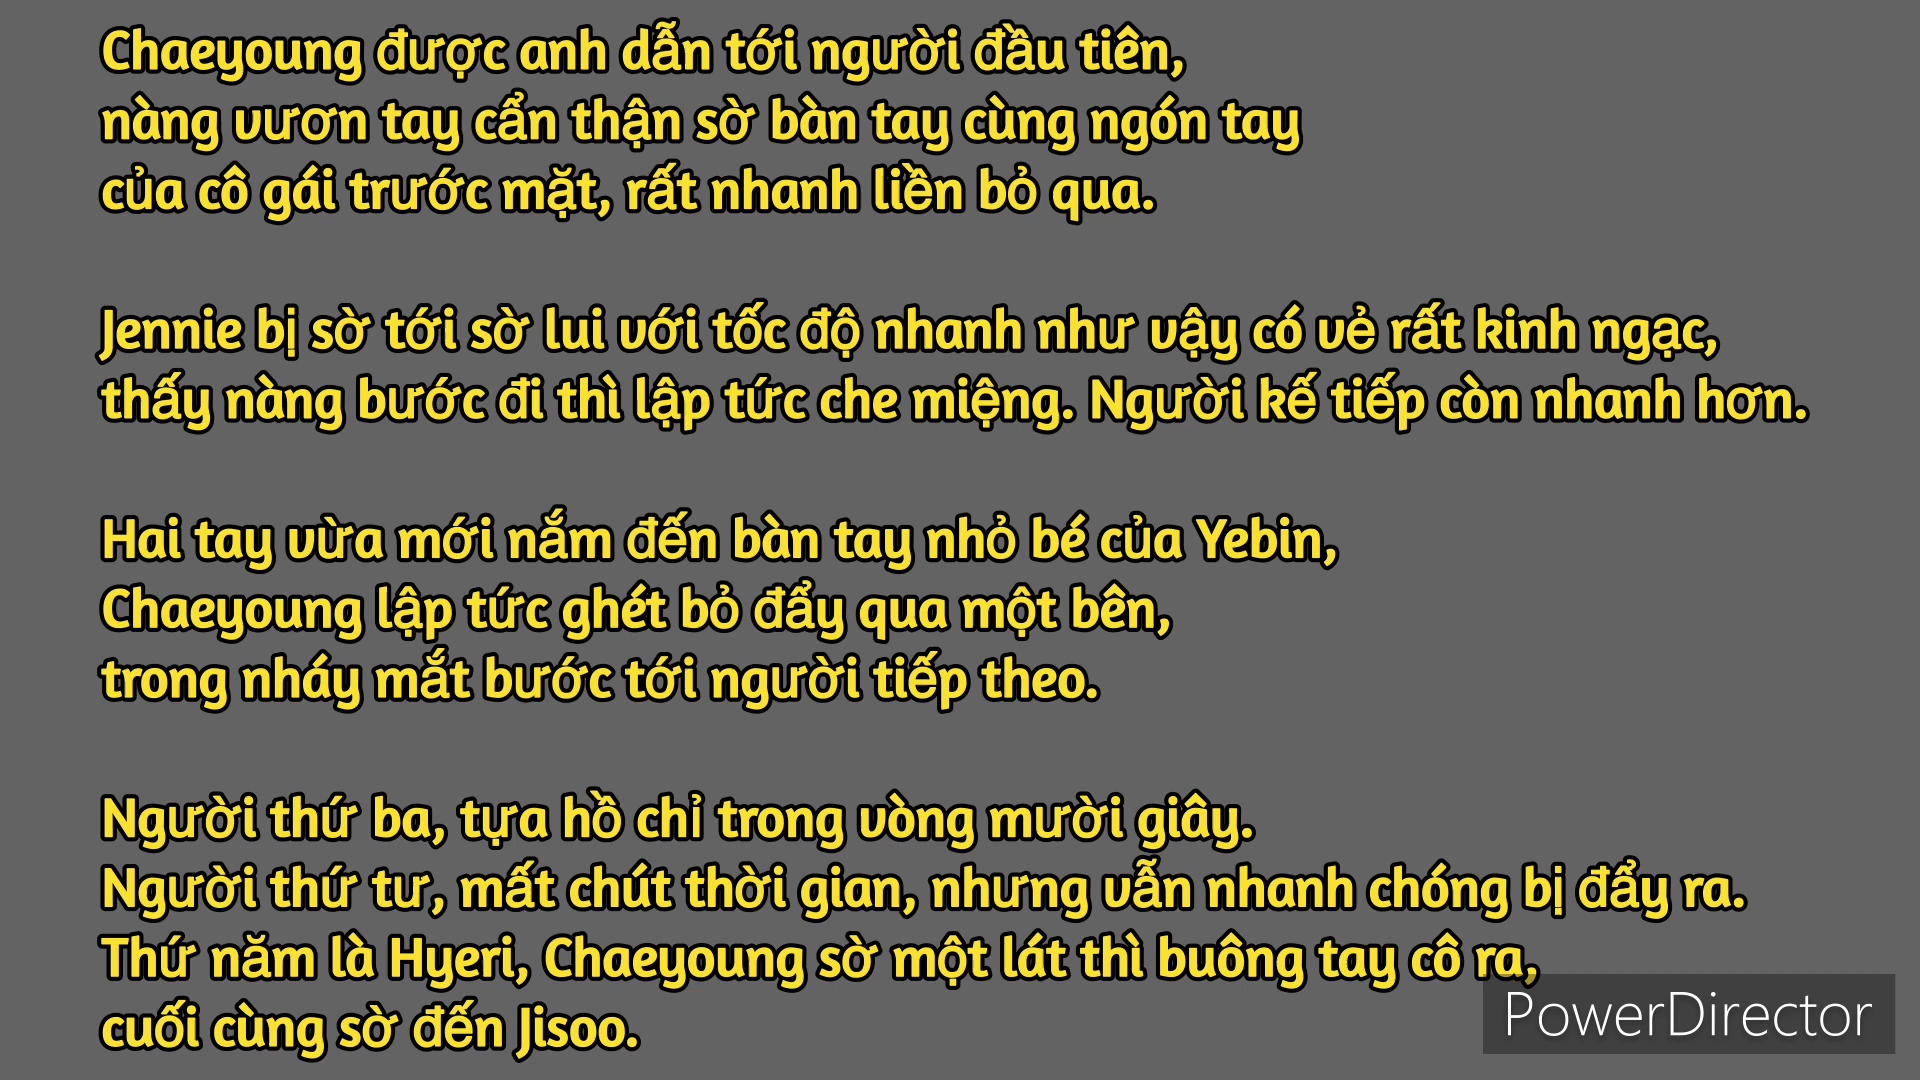 Chaeyoung được anh dẫn tới người đầu tiên,
nàng vươn tay cẩn thận sờ bàn tay cùng ngón tay
của cô gái trước mặt, rất nhanh liền bỏ qua.
Jennie bị sờ tới sờ lui với tốc độ nhanh như vậy có vẻ rất kinh ngạc,
thấy nàng bước đi thì lập tức che miệng. Người kế tiếp còn nhanh hơn.
Hai tay vừa mới nắm đến bàn tay nhỏ bé của Yebin,
Chaeyoung lập tức ghét bỏ đẩy qua một bên,
trong nháy mắt bước tới người tiếp theo.
Người thứ ba, tựa hồ chỉ trong vòng mười giây.
Người thứ tư, mất chút thời gian, nhưng vẫn nhanh chóng bị đẩy ra.
Thứ năm là Hyeri, Chaeyoung sờ một lát thì buông tay cô ra,
cuối cùng sờ đến Jisoo.
PowerDirector